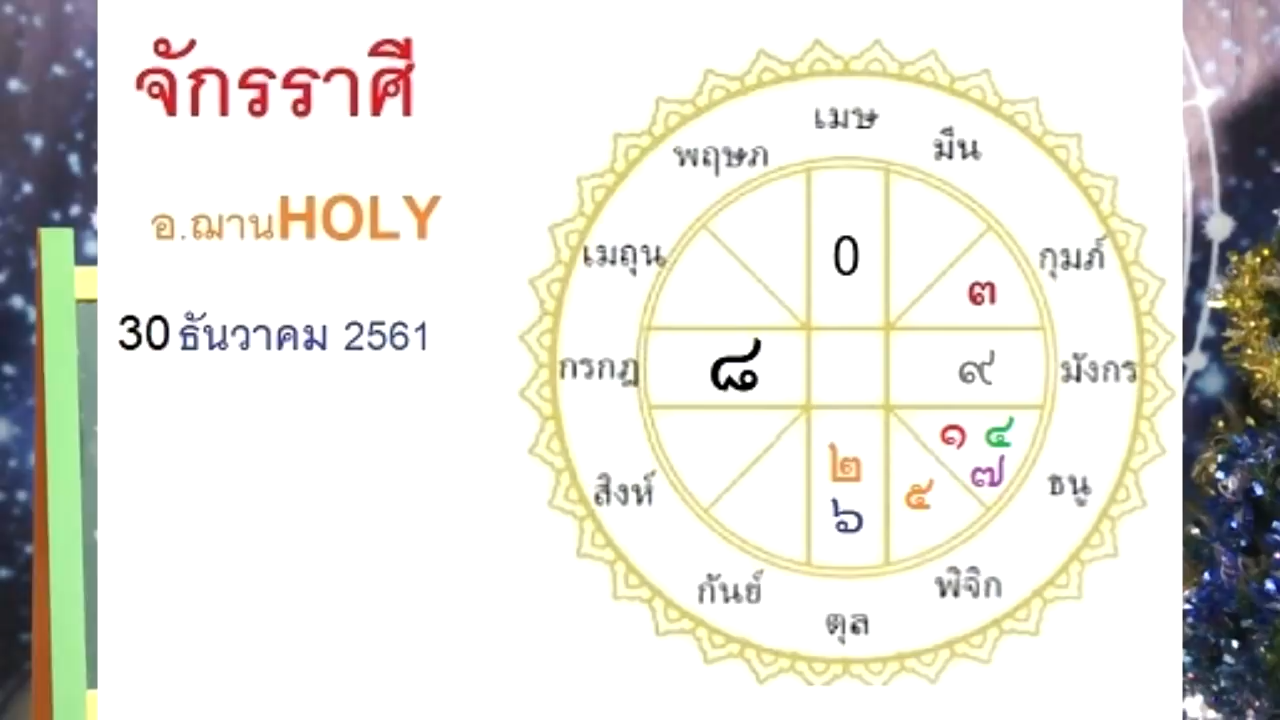 จักรราศี
อ.ฌานHOLY
30 ธันวาคม 2561
เมษ
พฤษภ
มีน
เมถุน
กุมภ์
0
๓
กรกฎ
๘
๙
มังกร
๑ ๔
๒
๗
๕
๖
สิงห์
ธนู
กันย์
พิจิก
ตุล